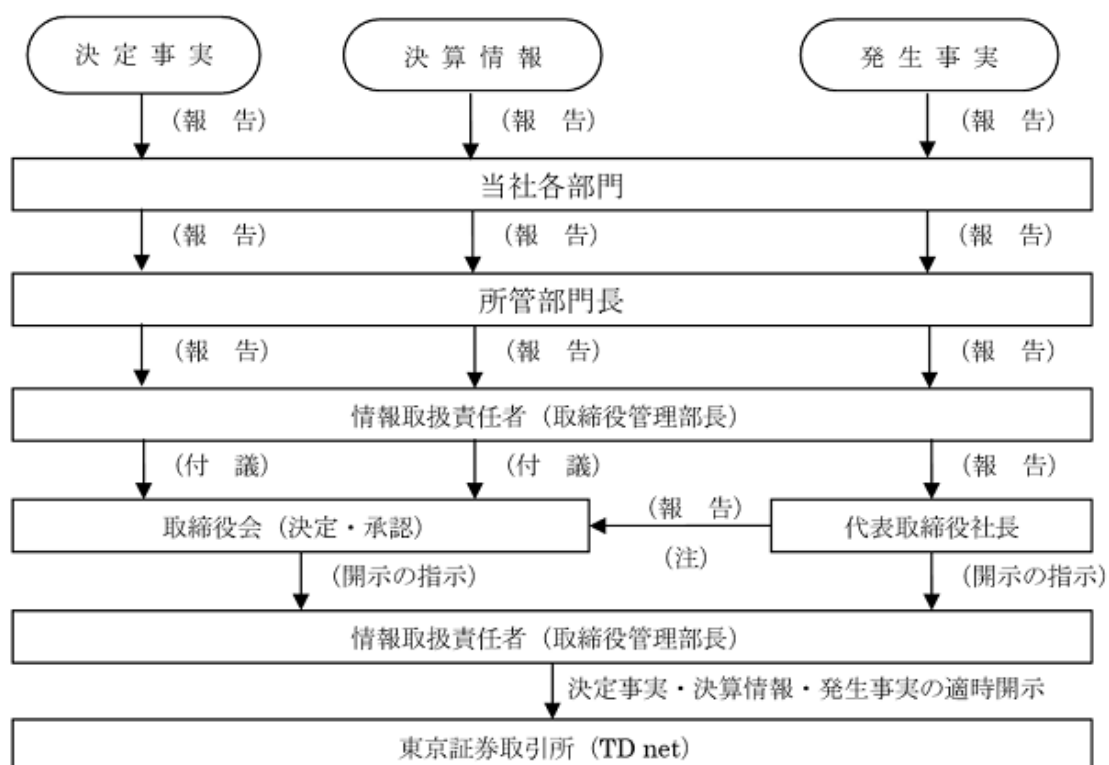 決 定 事 実
決 算 情 報
発 生 事 実
（報　告）
（報　告）
（報　告）
当社各部門
（報　告）
（報　告）
（報　告）
所管部門長
（報　告）
（報　告）
（報　告）
情報取扱責任者（取締役管理部長）
（付　議）
（付　議）
（報　告）
取締役会（決定・承認）
（報　告）
（注）
代表取締役社長
（開示の指示）
（開示の指示）
情報取扱責任者（取締役管理部長）
決定事実・決算情報・発生事実の適時開示
東京証券取引所（TD net）